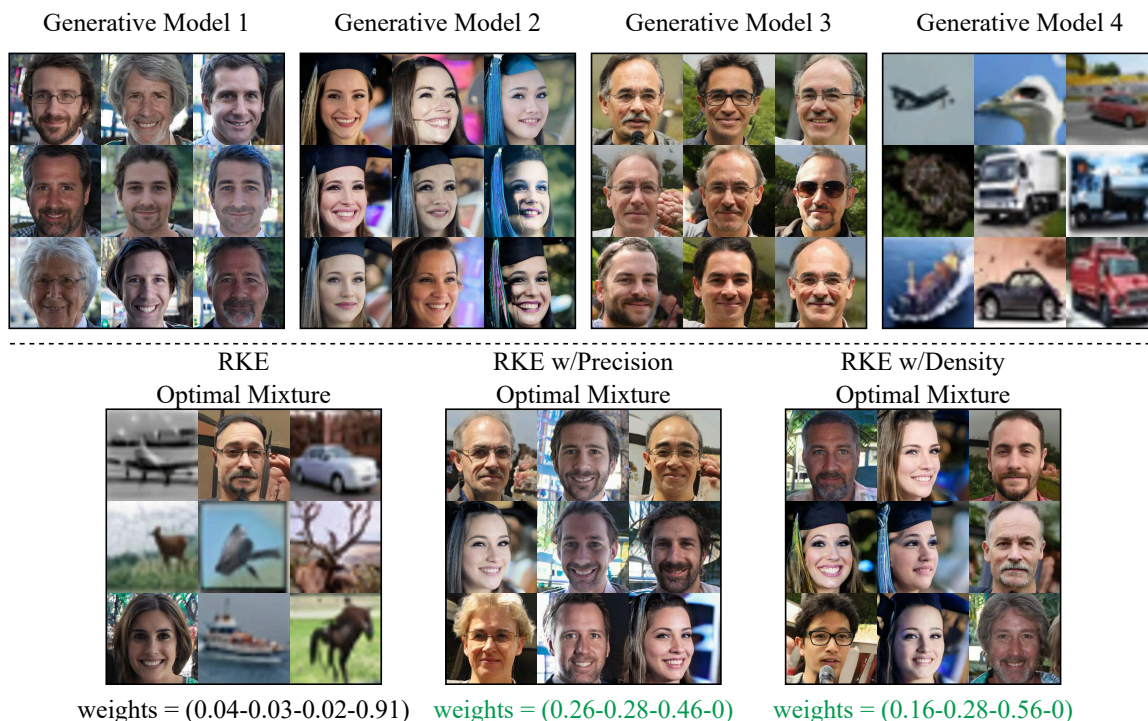 Generative Model 1
Generative Model 2
Generative Model 3
Generative Model 4
RKE
Optimal Mixture
RKE w/Precision
Optimal Mixture
RKE w/Density
Optimal Mixture
weights = (0.04-0.03-0.02-0.91)
weights = (0.26-0.28-0.46-0)
weights = (0.16-0.28-0.56-0)